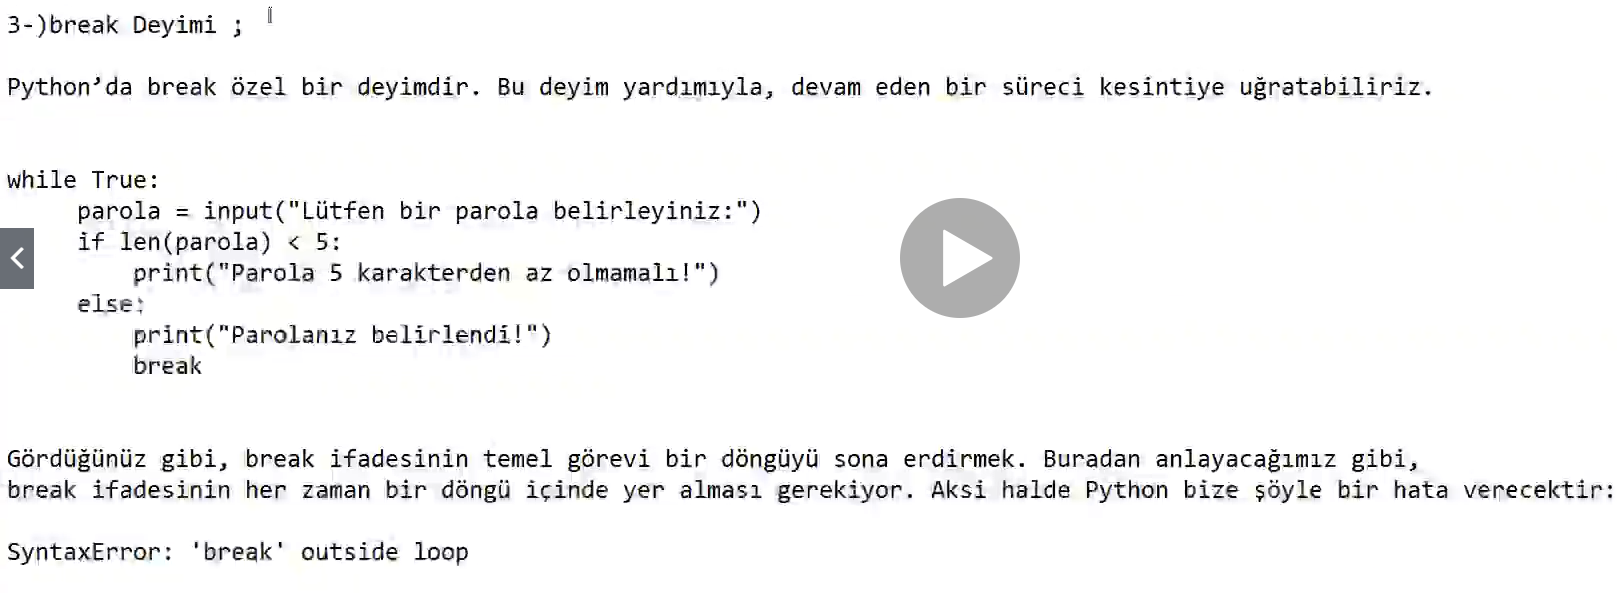 3-)break Deyimi ;
Python’da break özel bir deyimdir. Bu deyim yardımıyla, devam eden bir süreci kesintiye uğratabiliriz.
while True:
     parola = input("Lütfen bir parola belirleyiniz:")
     if len(parola) < 5:
         print("Parola 5 karakterden az olmamalı!")
     else:
         print("Parolanız belirlendi!")
         break
Gördüğünüz gibi, break ifadesinin temel görevi bir döngüyü sona erdirmek. Buradan anlayacağımız gibi,
break ifadesinin her zaman bir döngü içinde yer alması gerekiyor. Aksi halde Python bize şöyle bir hata verecektir:
SyntaxError: 'break' outside loop